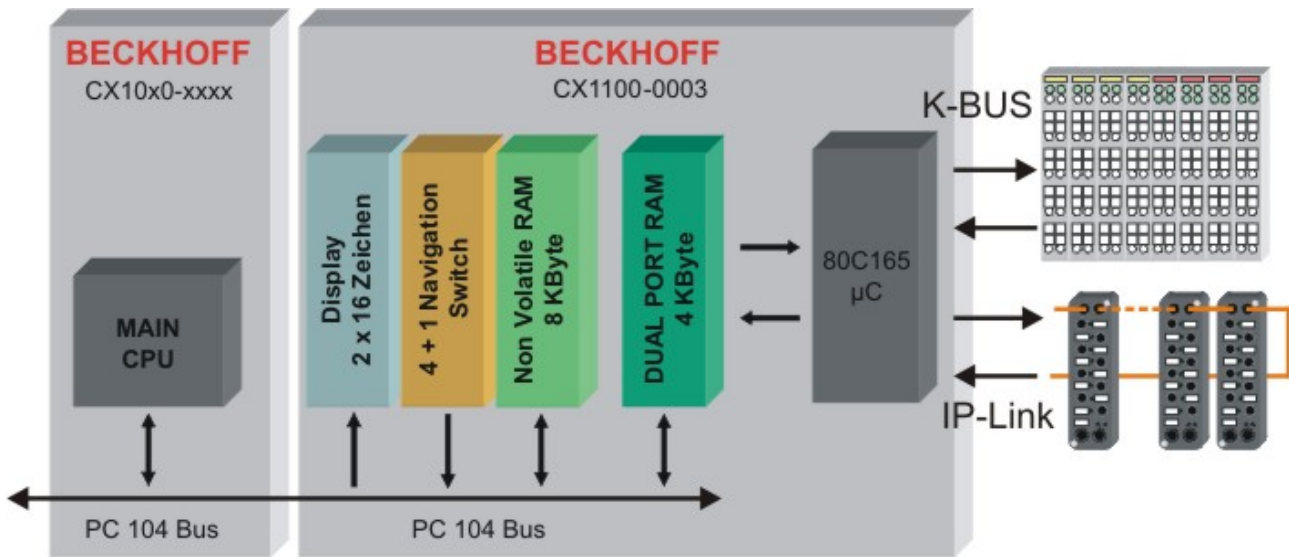 BECKHOFF
CX10x0-xxxx
MAIN
CPU
PC 104 Bus
BECKHOFF
CX1100-0003
Display
2 x 16 Zeichen
4 + 1 Navigation
Switch
Non Volatile RAM
8 KByte
DUAL PORT RAM
4 KByte
80C165
µC
PC 104 Bus
K-BUS
IP-Link